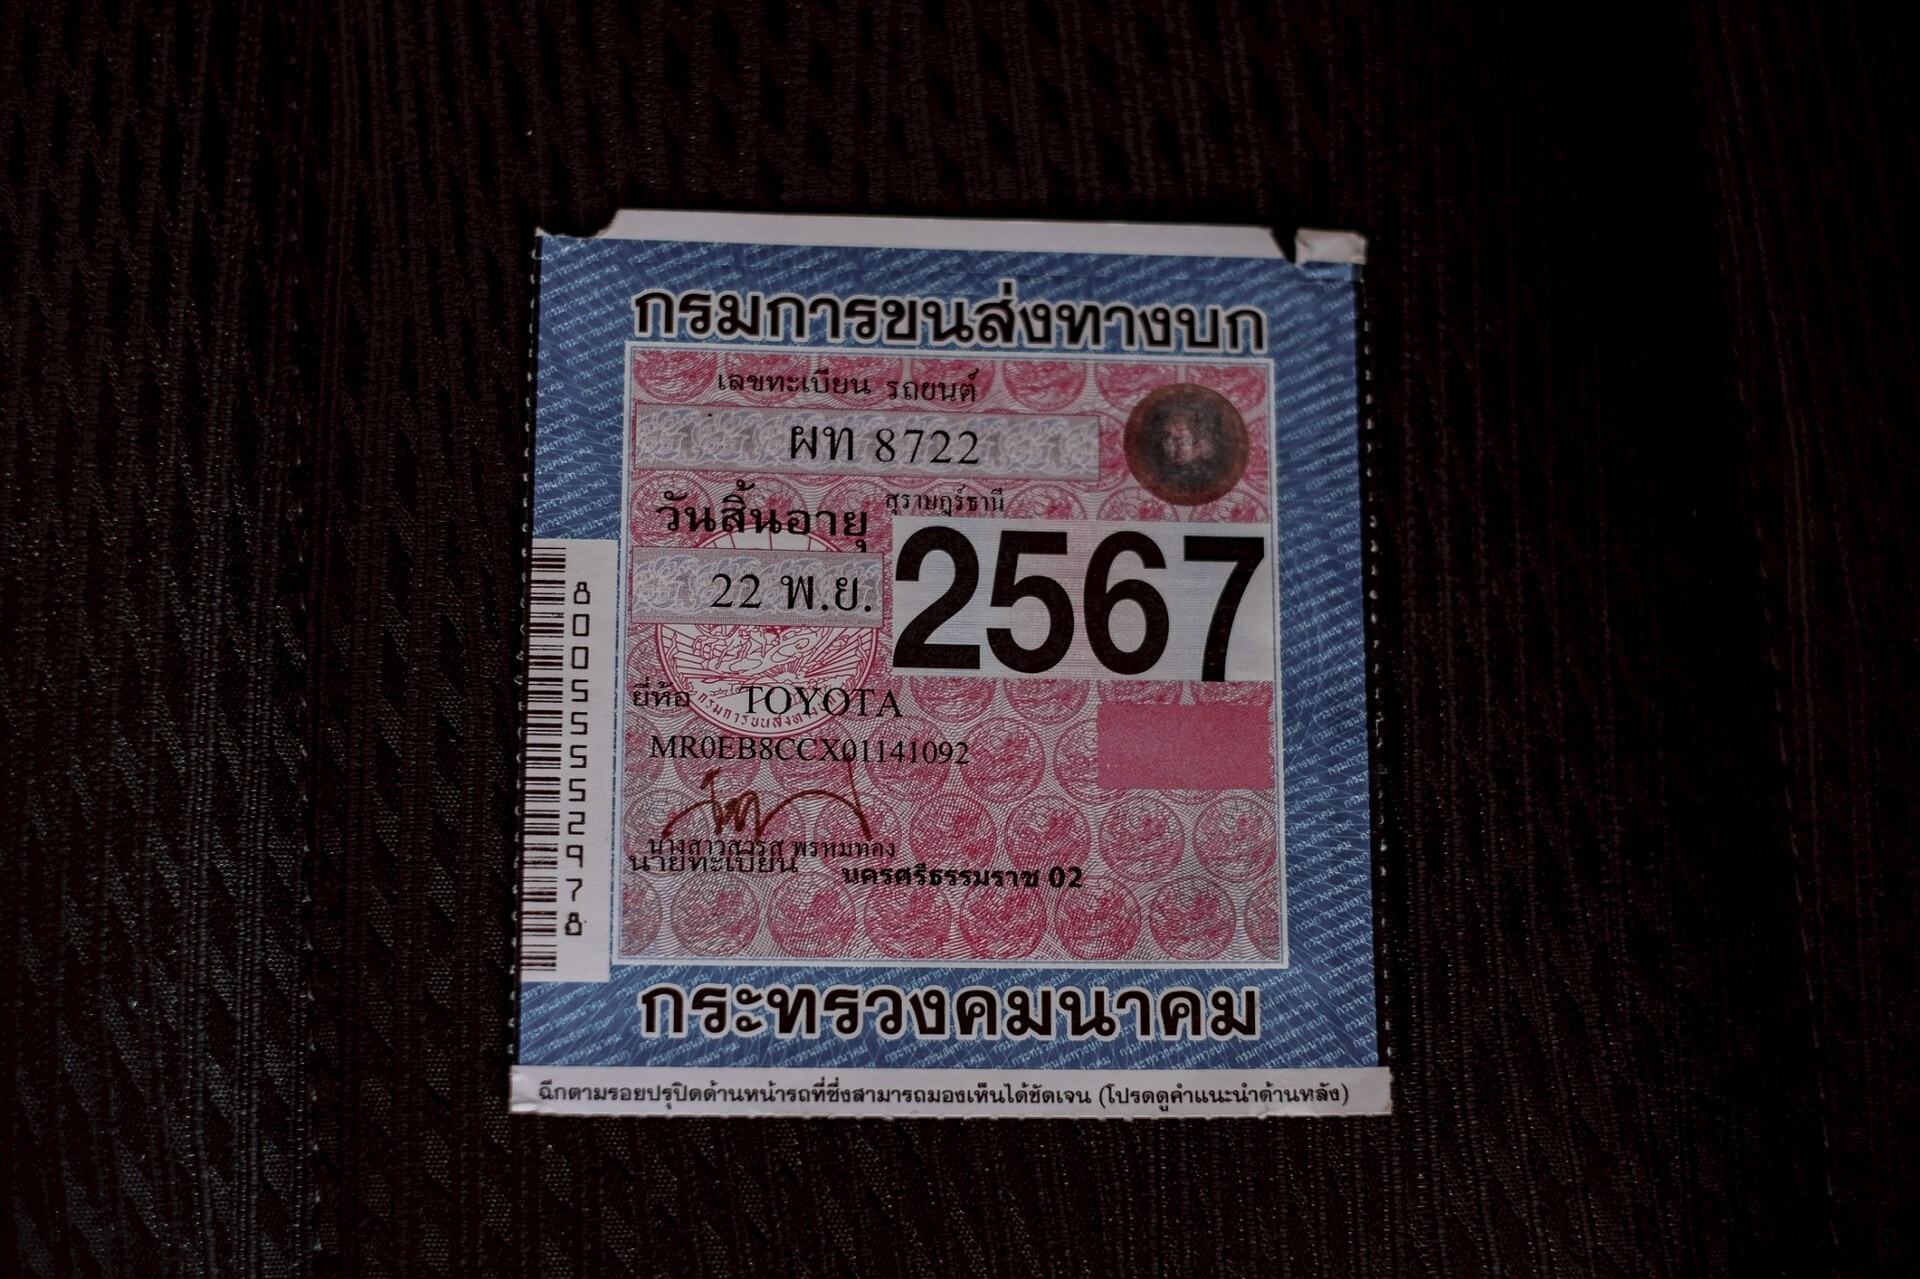 กรมการขนส่งทางบก
เลขทะเบียน รถยนต์
ผท 8722
สุราษฎร์ธานี
วันสิ้นอายุ
22 พ.ย.
2567
ยี่ห้อ TOYOTA
MR0EB8CCX01141092
พรหมทอง
นายทะเบียน
นครศรีธรรมราช 02
8005555552978
กระทรวงคมนาคม
ฉีกตามรอยปรุปิดด้านหน้ารถที่ซึ่งสามารถมองเห็นได้ชัดเจน (โปรดดูคำแนะนำด้านหลัง)